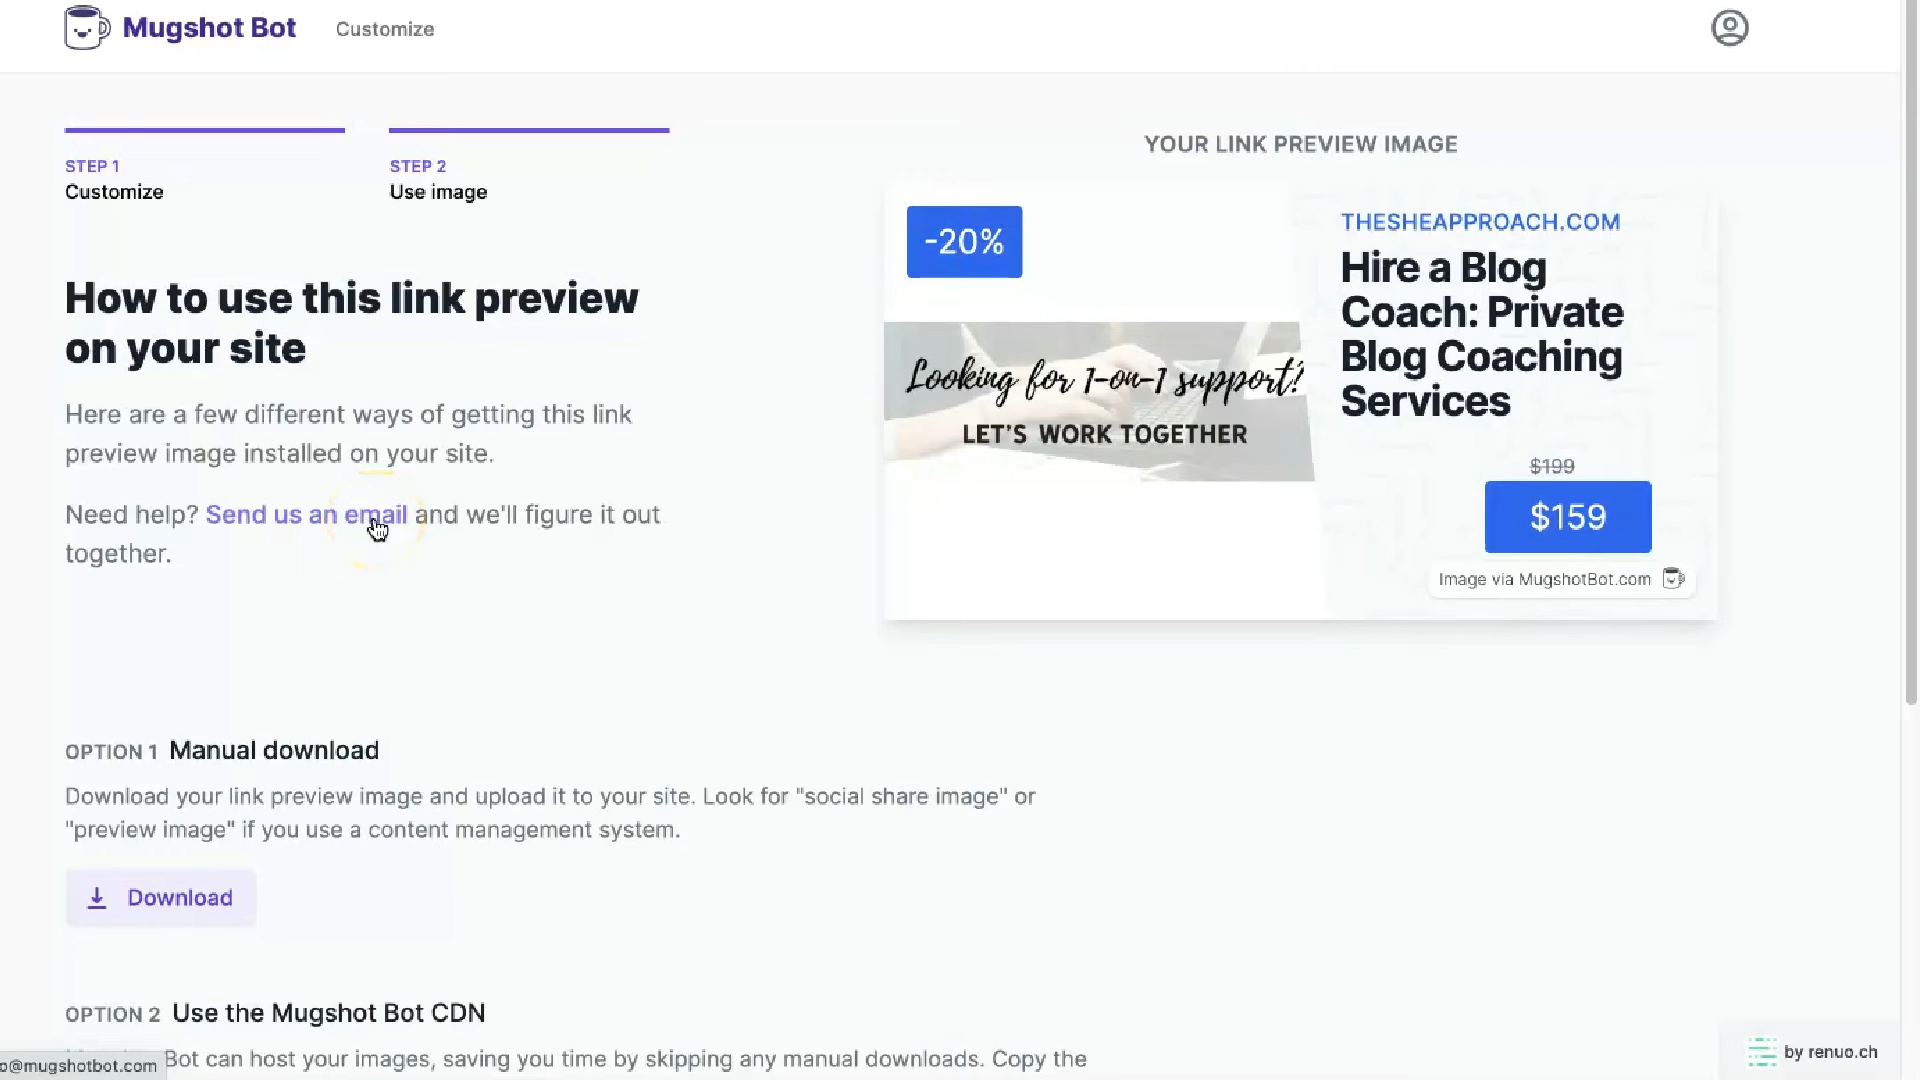 Mugshot Bot
Customize
STEP 1
Customize
STEP 2
Use image
How to use this link preview
on your site
Here are a few different ways of getting this link
preview image installed on your site.
Need help? Send us an email and we'll figure it out
together.
YOUR LINK PREVIEW IMAGE
-20%
Looking for 1-on-1 support?
LET'S WORK TOGETHER
THESHEAPPROACH.COM
Hire a Blog
Coach: Private
Blog Coaching
Services
$199
$159
Image via MugshotBot.com
OPTION 1 Manual download
Download your link preview image and upload it to your site. Look for "social share image" or
"preview image" if you use a content management system.
Download
OPTION 2 Use the Mugshot Bot CDN
Bot can host your images, saving you time by skipping any manual downloads. Copy the
o@mugshotbot.com
by renuo.ch